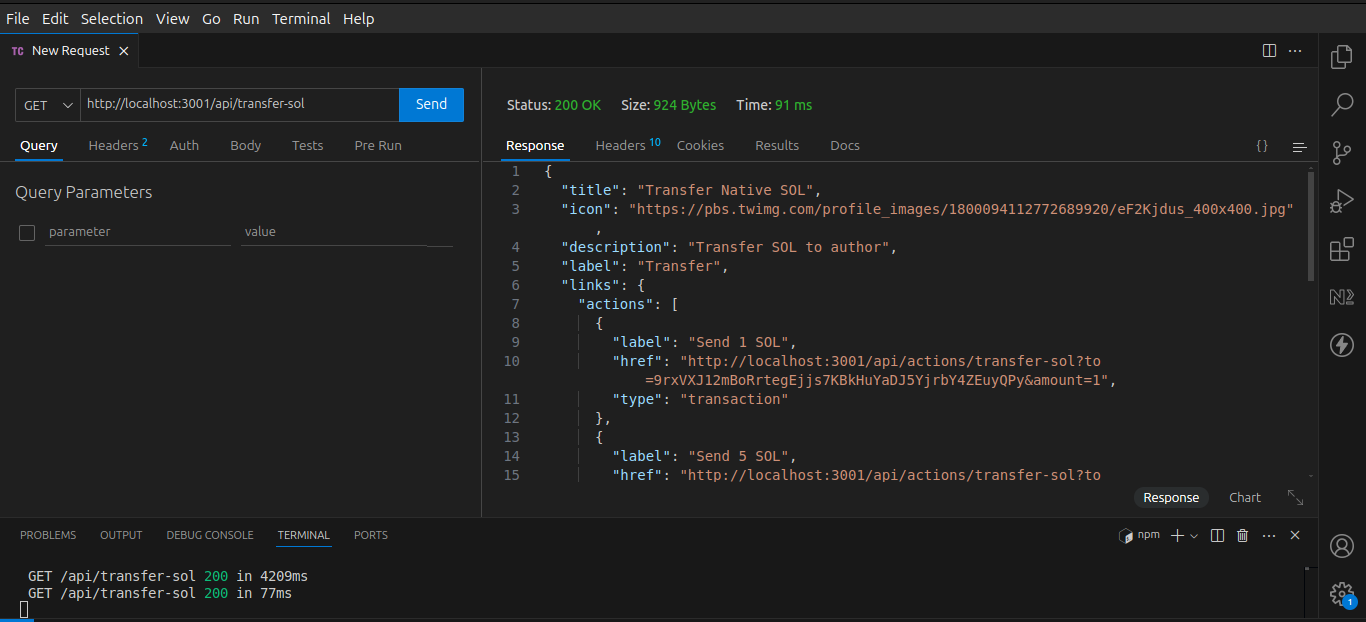 File Edit Selection View Go Run Terminal Help
TC New Request
GET http://localhost:3001/api/transfer-sol Send
Query Headers 2 Auth Body Tests Pre Run
Query Parameters
parameter value
Status: 200 OK Size: 924 Bytes Time: 91 ms
Response Headers 10 Cookies Results Docs {}
1 {
2 "title": "Transfer Native SOL",
3 "icon": "https://pbs.twimg.com/profile_images/1800094112772689920/eF2Kjdus_400x400.jpg"
,
4 "description": "Transfer SOL to author",
5 "label": "Transfer",
6 "links": {
7 "actions": [
8 {
9 "label": "Send 1 SOL",
10 "href": "http://localhost:3001/api/actions/transfer-sol?to
=9rxVXJ12mBoRrtegEjjs7KBkHuYaDJ5YjrbY4ZEuyQPy&amount=1",
11 "type": "transaction"
12 },
13 {
14 "label": "Send 5 SOL",
15 "href": "http://localhost:3001/api/actions/transfer-sol?to
Response Chart
PROBLEMS OUTPUT DEBUG CONSOLE TERMINAL PORTS
npm
GET /api/transfer-sol 200 in 4209ms
GET /api/transfer-sol 200 in 77ms
1